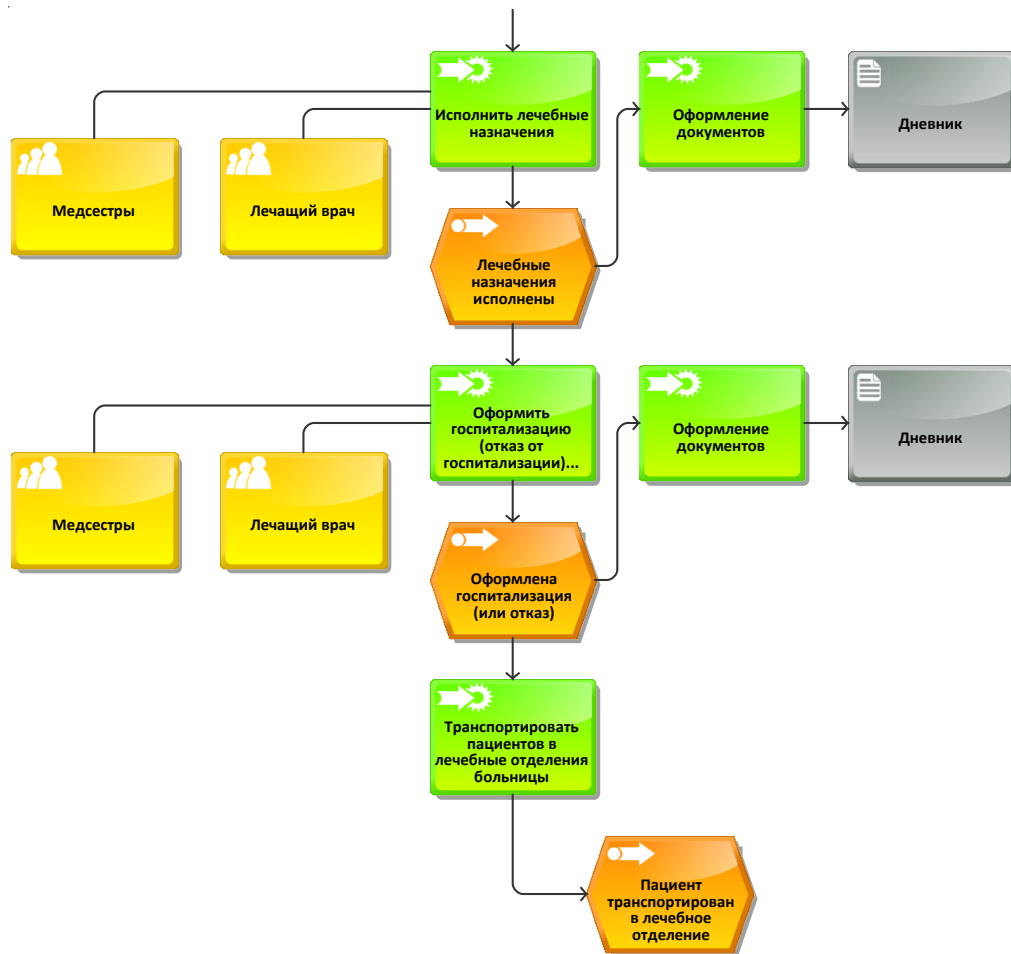 Исполнить лечебные
назначения
Оформление
документов
Дневник
Медсестры
Лечащий врач
Лечебные
назначения
исполнены
Оформить
госпитализацию
(отказ от
госпитализации)...
Оформление
документов
Дневник
Медсестры
Лечащий врач
Оформлена
госпитализация
(или отказ)
Транспортировать
пациентов в
лечебные отделения
больницы
Пациент
транспортирован
в лечебное
отделение